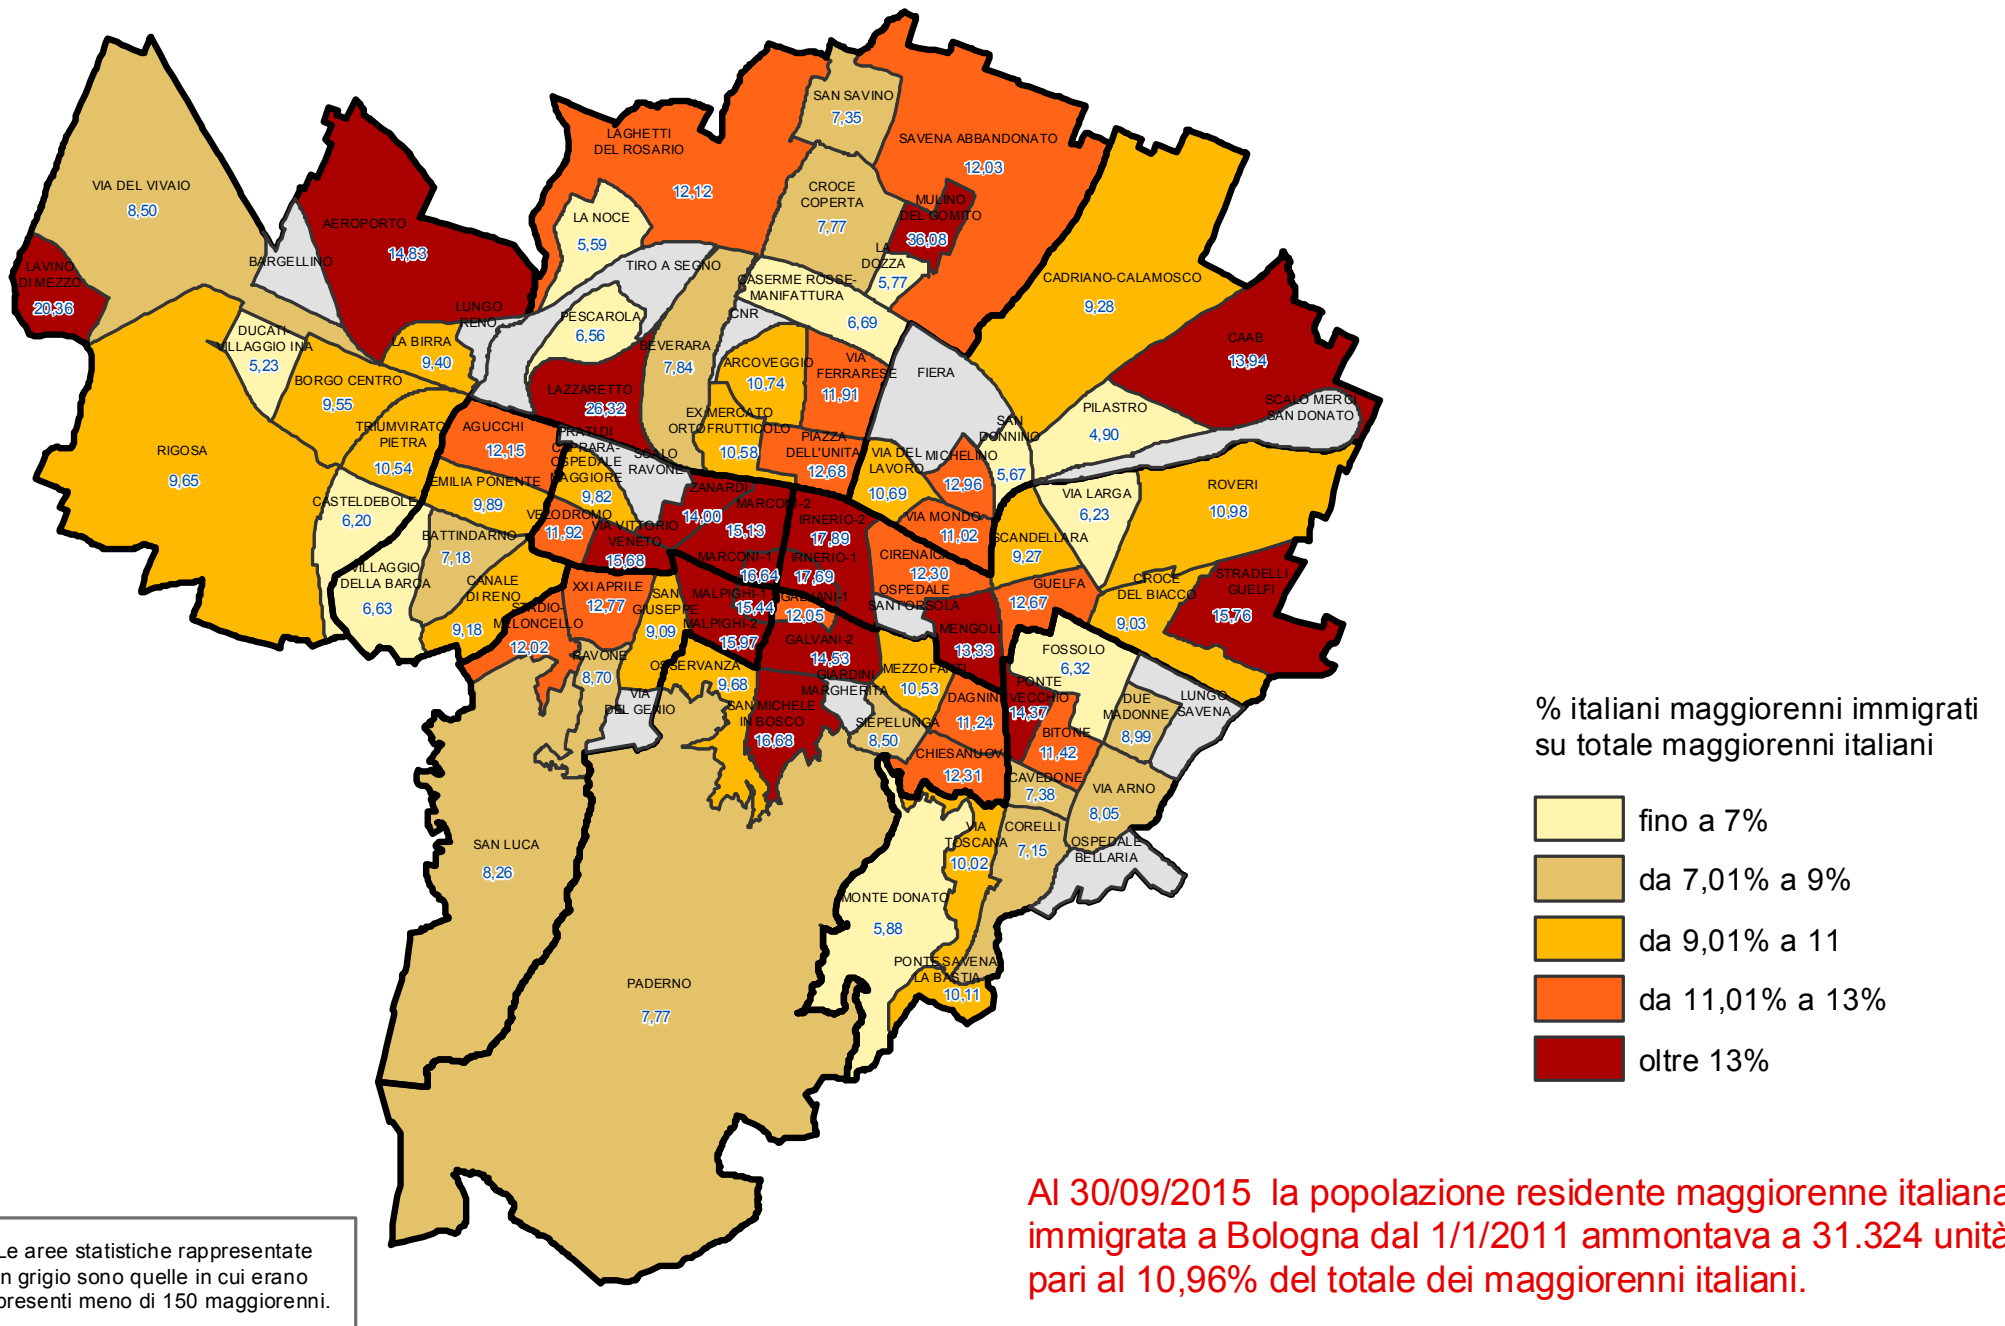 SAN SAVINO
7,35
LAGHETTI
DEL ROSARIO
12,12
SAVENA ABBANDONATO
12,03
VIA DEL VIVAIO
8,50
CROCE
COPERTA
7,77
MULINO
DEL GOMITO
36,08
LA NOCE
5,59
AEROPORTO
14,83
LA
DOZZA
5,77
BARGELLINO
LAVINO
DI MEZZO
20,36
TIRO A SEGNO
CASERME ROSSE-
MANIFATTURA
6,69
CADRIANO-CALAMOSCO
9,28
LUNGO
RENO
PESCAROLA
6,56
CNR
DUCATI-
VILLAGGIO INA
5,23
LA BIRRA
9,40
BEVERARA
7,84
ARCOVEGGIO
10,74
VIA
FERRARESE
11,91
FIERA
CAAB
13,94
BORGO CENTRO
9,55
LAZZARETTO
26,32
SCALO MERCI
SAN DONATO
PILASTRO
4,90
EX MERCATO
ORTOFRUTTICOLO
10,58
TRIUMVIRATO-
PIETRA
10,54
AGUCCHI
12,15
PRATI DI
CAPRARA-
OSPEDALE
MAGGIORE
9,82
SCALO
RAVONE
PIAZZA
DELL'UNITA'
12,68
VIA DEL
LAVORO
10,69
MICHELINO
12,96
SAN
DONNINO
5,67
RIGOSA
9,65
EMILIA PONENTE
9,89
CASTELDEBOLE
6,20
ZANARDI
14,00
MARCONI-2
15,13
IRNERIO-2
17,89
VIA MONDO
11,02
VIA LARGA
6,23
ROVERI
10,98
VELODROMO
11,92
VIA VITTORIO
VENETO
15,68
BATTINDARNO
7,18
SCANDELLARA
9,27
MARCONI-1
16,64
IRNERIO-1
17,69
CIRENAICA
12,30
VILLAGGIO
DELLA BARCA
6,63
CANALE
DI RENO
9,18
XXI APRILE
12,77
SAN
GIUSEPPE
9,09
MALPIGHI-1
15,44
GALVANI-1
12,05
OSPEDALE
SANT'ORSOLA
GUELFA
12,67
CROCE
DEL BIACCO
9,03
STRADELLI
GUELFI
15,76
STADIO-
MELONCELLO
12,02
MALPIGHI-2
15,97
GALVANI-2
14,53
MENGOLI
13,33
RAVONE
8,70
OSSERVANZA
9,68
GIARDINI
MARGHERITA
MEZZOFANTI
10,53
FOSSOLO
6,32
VIA
DEL GENIO
SAN MICHELE
IN BOSCO
16,68
SIEPELUNGA
8,50
DAGNINI
11,24
PONTE
VECCHIO
14,37
DUE
MADONNE
8,99
LUNGO
SAVENA
BITONE
11,42
CHIESANUOVA
12,31
CAVEDONE
7,38
VIA ARNO
8,05
SAN LUCA
8,26
VIA
TOSCANA
10,02
CORELLI
7,15
OSPEDALE
BELLARIA
MONTE DONATO
5,88
PADERNO
7,77
PONTE SAVENA-
LA BASTIA
10,11
% italiani maggiorenni immigrati
su totale maggiorenni italiani
fino a 7%
da 7,01% a 9%
da 9,01% a 11
da 11,01% a 13%
oltre 13%
Al 30/09/2015 la popolazione residente maggiorenne italiana
immigrata a Bologna dal 1/1/2011 ammontava a 31.324 unità
pari al 10,96% del totale dei maggiorenni italiani.
Le aree statistiche rappresentate
in grigio sono quelle in cui erano
presenti meno di 150 maggiorenni.